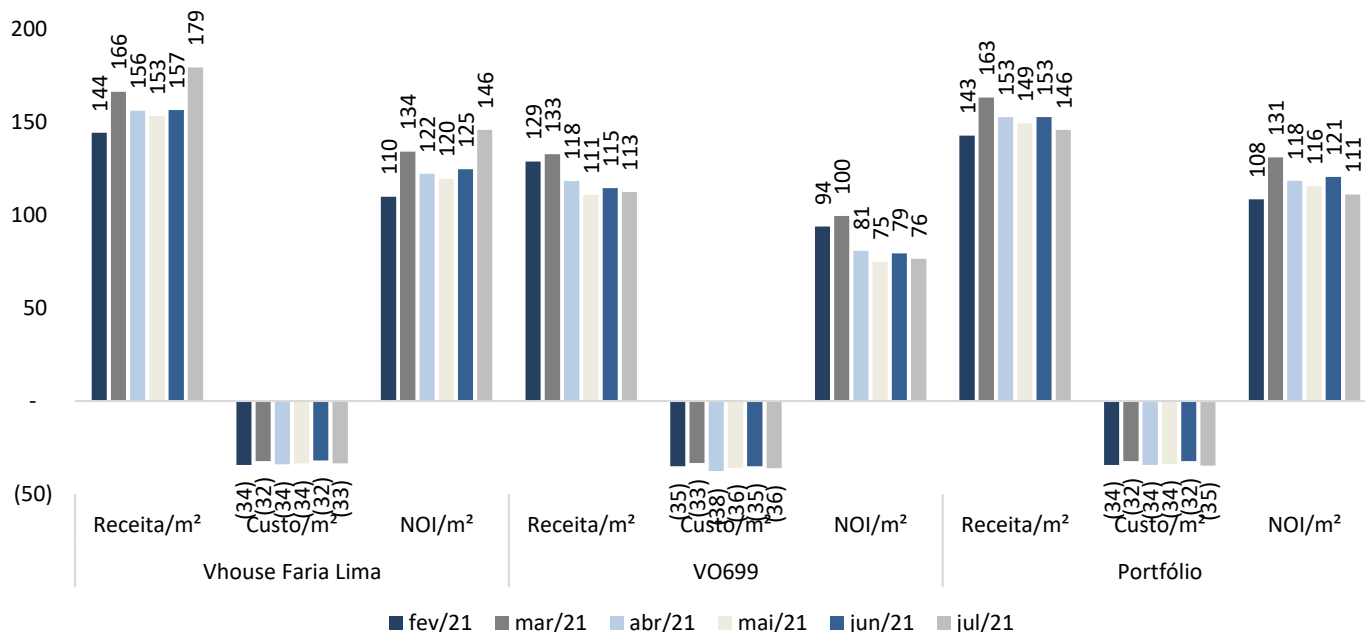 200
150
100
50
-
(50)
144 166 156 153 157 179
(34) (32) (34) (34) (32) (33)
110 134 122 120 125 146
129 133 118 111 115 113
(35) (33) (38) (36) (35) (36)
94 100 81 75 79 76
143 163 153 149 153 146
(34) (32) (34) (34) (32) (35)
108 131 118 116 121 111
Receita/m² Custo/m² NOI/m² Receita/m² Custo/m² NOI/m² Receita/m² Custo/m² NOI/m²
Vhouse Faria Lima VO699 Portfólio
fev/21 mar/21 abr/21 mai/21 jun/21 jul/21